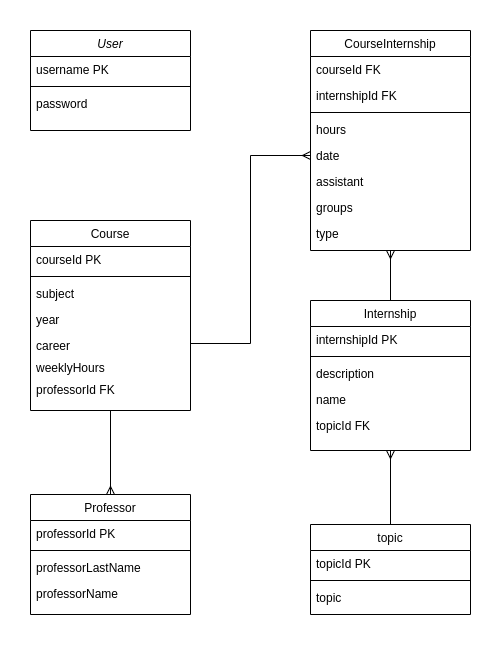 User
username PK
password
CourseInternship
courseId FK
internshipId FK
hours
date
assistant
groups
type
Course
courseId PK
subject
year
career
weeklyHours
professorId FK
Internship
internshipId PK
description
name
topicId FK
Professor
professorId PK
professorLastName
professorName
topic
topicId PK
topic